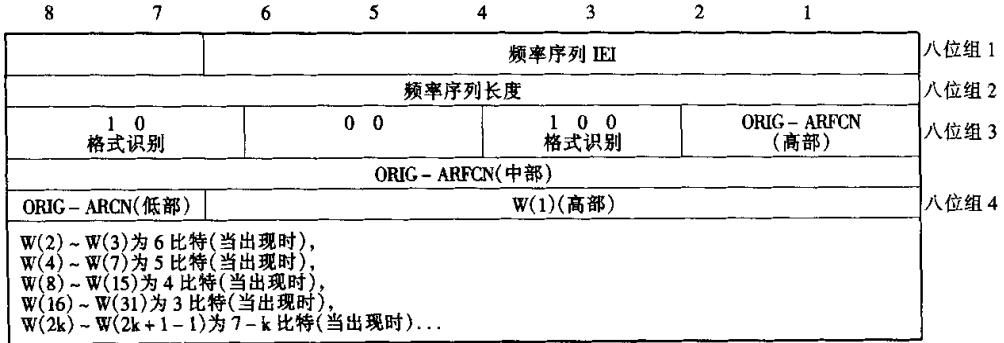 8 7 6 5 4 3 2 1
频率序列 IEI 八位组 1
频率序列长度 八位组 2
1 0 0 0 1 0 0 ORIG-ARFCN 八位组 3
格式识别 格式识别 (高部)
ORIG-ARFCN(中部)
ORIG-ARCN(低部) W(1)(高部) 八位组 4
W(2)~W(3)为 6 比特(当出现时),
W(4)~W(7)为 5 比特(当出现时),
W(8)~W(15)为 4 比特(当出现时),
W(16)~W(31)为 3 比特(当出现时),
W(2k)~W(2k+1-1)为 7-k 比特(当出现时)...